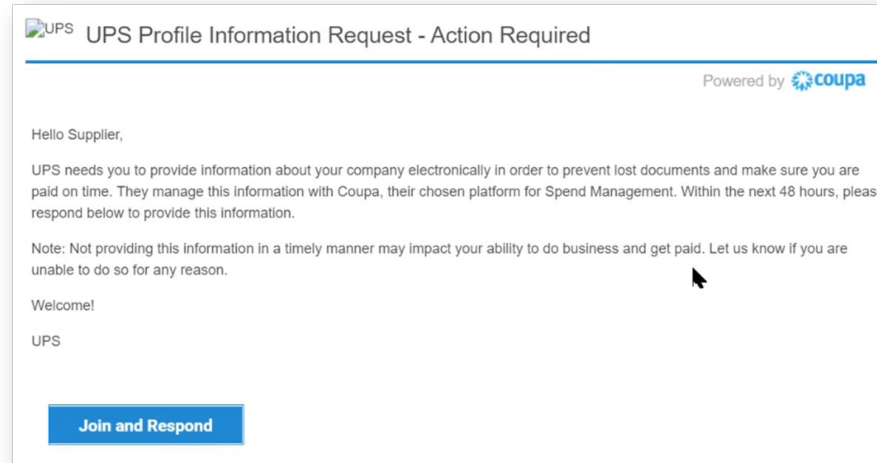 UPS
UPS Profile Information Request - Action Required
Powered by coupa
Hello Supplier,
UPS needs you to provide information about your company electronically in order to prevent lost documents and make sure you are
paid on time. They manage this information with Coupa, their chosen platform for Spend Management. Within the next 48 hours, pleas
respond below to provide this information.
Note: Not providing this information in a timely manner may impact your ability to do business and get paid. Let us know if you are
unable to do so for any reason.
Welcome!
UPS
Join and Respond